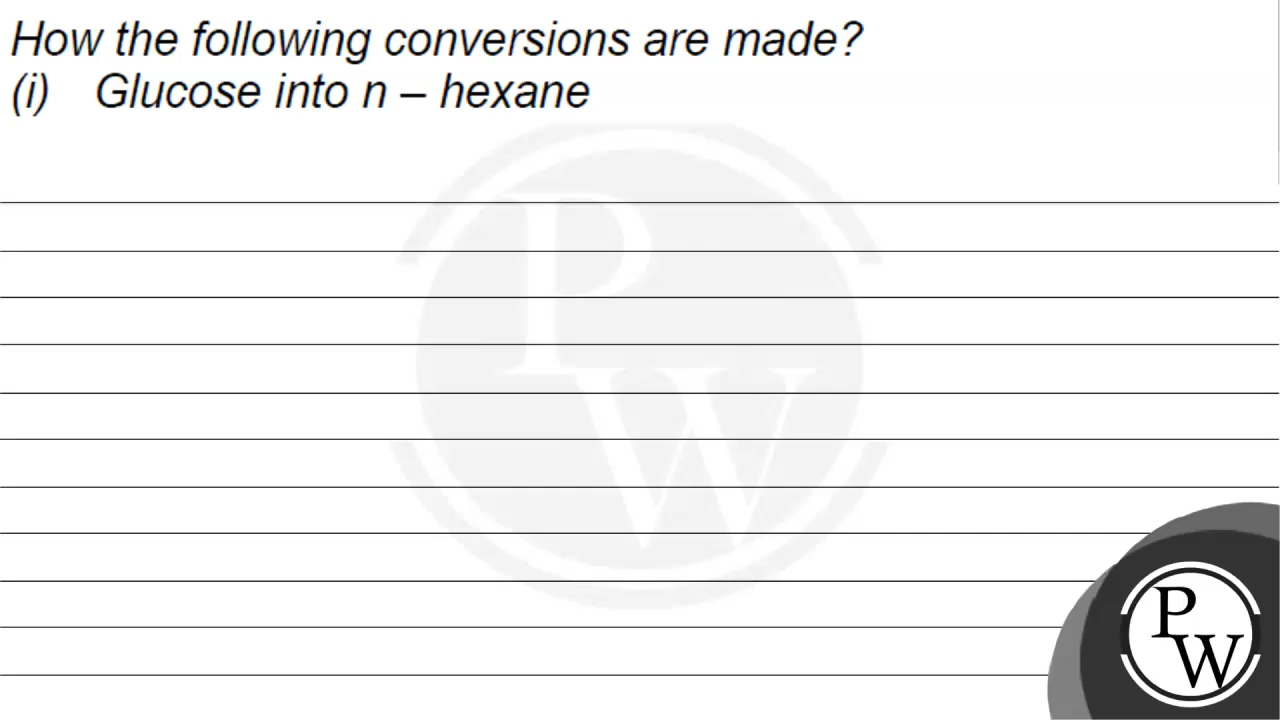 How the following conversions are made?
(i) Glucose into n – hexane
P
W
P
W